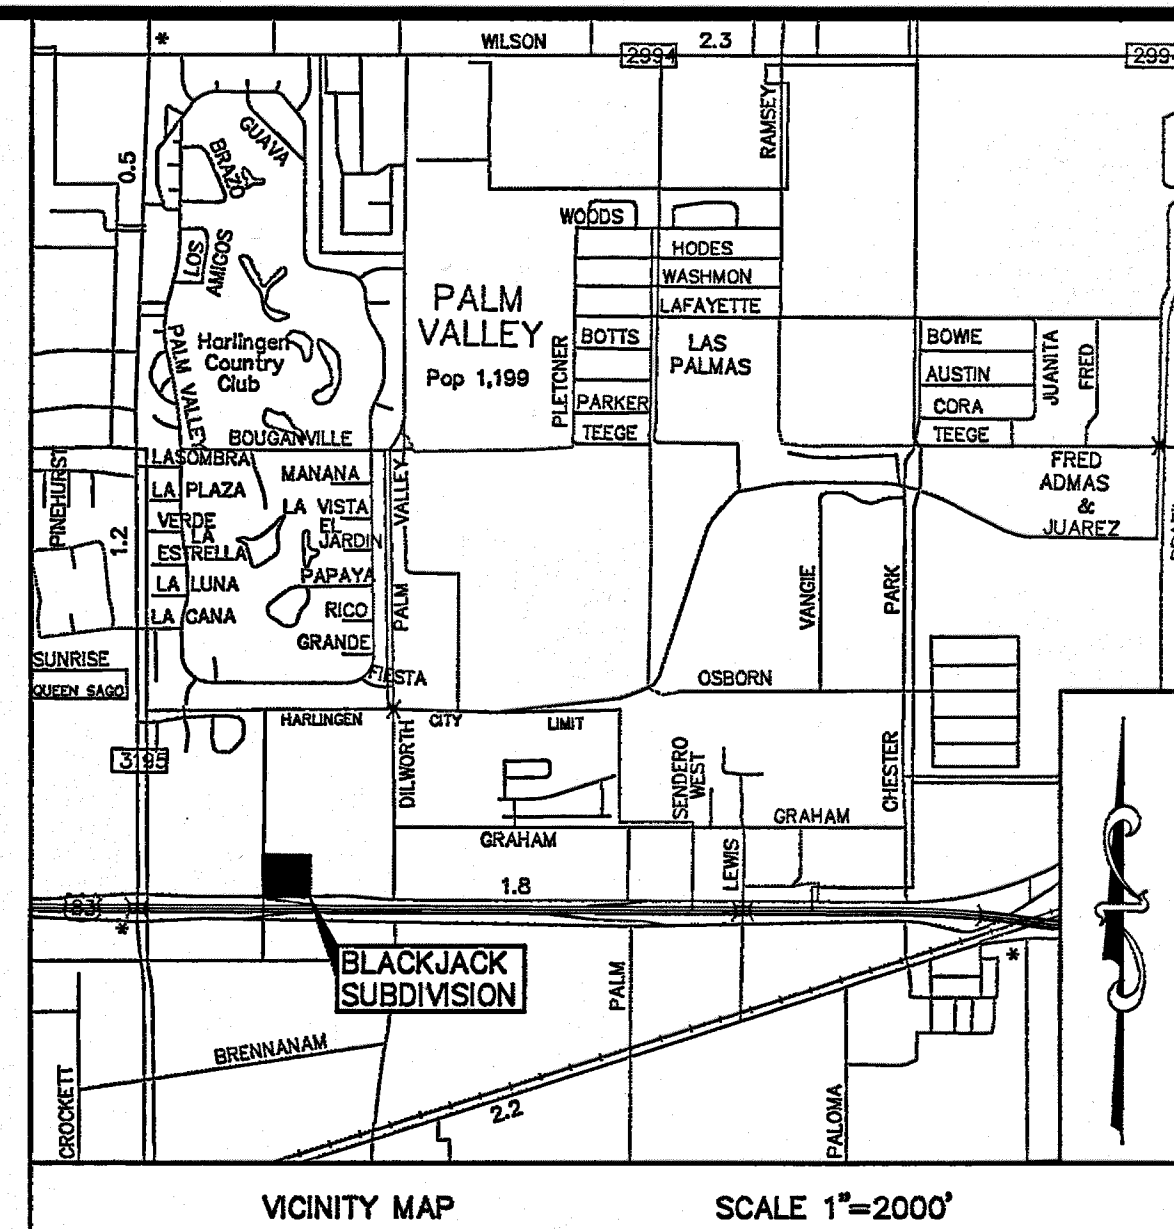 *
WILSON
2.3
2994
299
RAMSEY
GUAVA
BRAZO
0.5
WOODS
LOS
AMIGOS
HODES
WASHMON
LAFAYETTE
PALM
VALLEY
Pop 1,199
PLETCNER
BOTTS
LAS
PALMAS
BOWIE
JUANITA
FRED
Harlingen
Country
Club
PALM VALLEY
AUSTIN
PARKER
CORA
TEEGE
TEEGE
BOUGANVILLE
LASOMBRA
MANANA
PINEHURST
LA PLAZA
LA VISTA
VALLEY
FRED
ADMAS
&
JUAREZ
VERDE
LA
ESTRELLA
EL
JARDIN
1.2
LA LUNA
PAPAYA
LA CANA
RICO
PALM
VANGIE
PARK
GRANDE
SUNRISE
QUEEN SAGO
FIESTA
OSBORN
HARLINGEN
CITY
LIMIT
3195
DILWORTH
SENDERO
WEST
CHESTER
GRAHAM
GRAHAM
LEWIS
1.8
83
*
*
BLACKJACK
SUBDIVISION
PALM
BRENNANAM
CROCKETT
2.2
PALOMA
VICINITY MAP
SCALE 1"=2000'